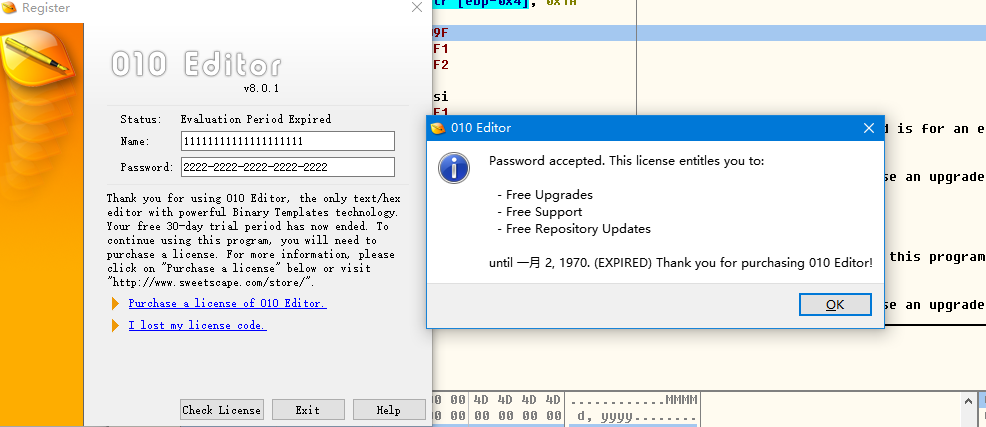 Register
010 Editor
v8.0.1
Status: Evaluation Period Expired
Name: 11111111111111111111
Password: 2222-2222-2222-2222-2222
Thank you for using 010 Editor, the only text/hex
editor with powerful Binary Templates technology.
Your free 30-day trial period has now ended. To
continue using this program, you will need to
purchase a license. For more information, please
click on "Purchase a license" below or visit
"http://www.sweetscape.com/store/".
Purchase a license of 010 Editor.
I lost my license code.
Check License Exit Help
tr [ebp-0x4], 0x1A
9F
F1
F2
si
F1
010 Editor
Password accepted. This license entitles you to:
- Free Upgrades
- Free Support
- Free Repository Updates
until 一月 2, 1970. (EXPIRED) Thank you for purchasing 010 Editor!
OK
d is for an e
se an upgrade
this program
se an upgrade
00 00 4D 4D 4D 4D ...........MMMM
00 00 00 00 00 00 d, yyyy........